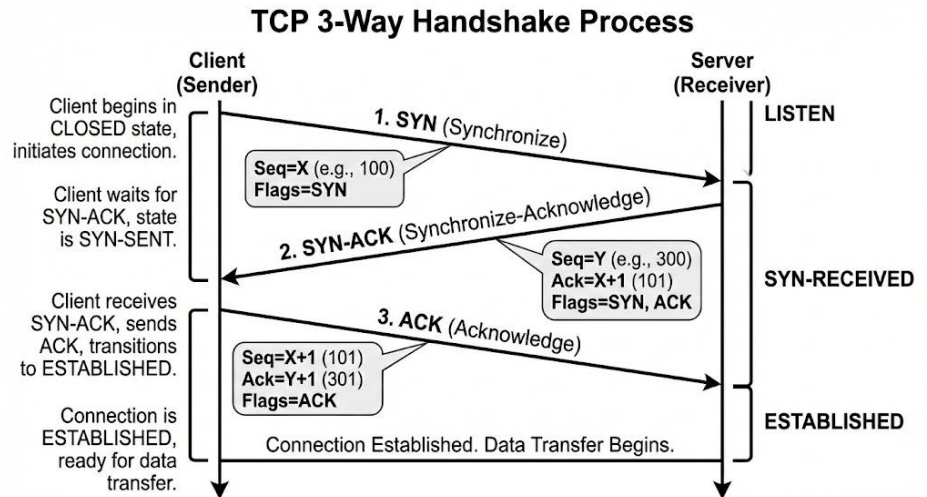 TCP 3-Way Handshake Process
Client
(Sender)
Server
(Receiver)
Client begins in
CLOSED state,
initiates connection.
1. SYN (Synchronize)
LISTEN
Seq=X (e.g., 100)
Flags=SYN
Client waits for
SYN-ACK, state
is SYN-SENT.
2. SYN-ACK (Synchronize-Acknowledge)
Seq=Y (e.g., 300)
Ack=X+1 (101)
Flags=SYN, ACK
SYN-RECEIVED
Client receives
SYN-ACK, sends
ACK, transitions
to ESTABLISHED.
3. ACK (Acknowledge)
Seq=X+1 (101)
Ack=Y+1 (301)
Flags=ACK
ESTABLISHED
Connection is
ESTABLISHED,
ready for data
transfer.
Connection Established. Data Transfer Begins.